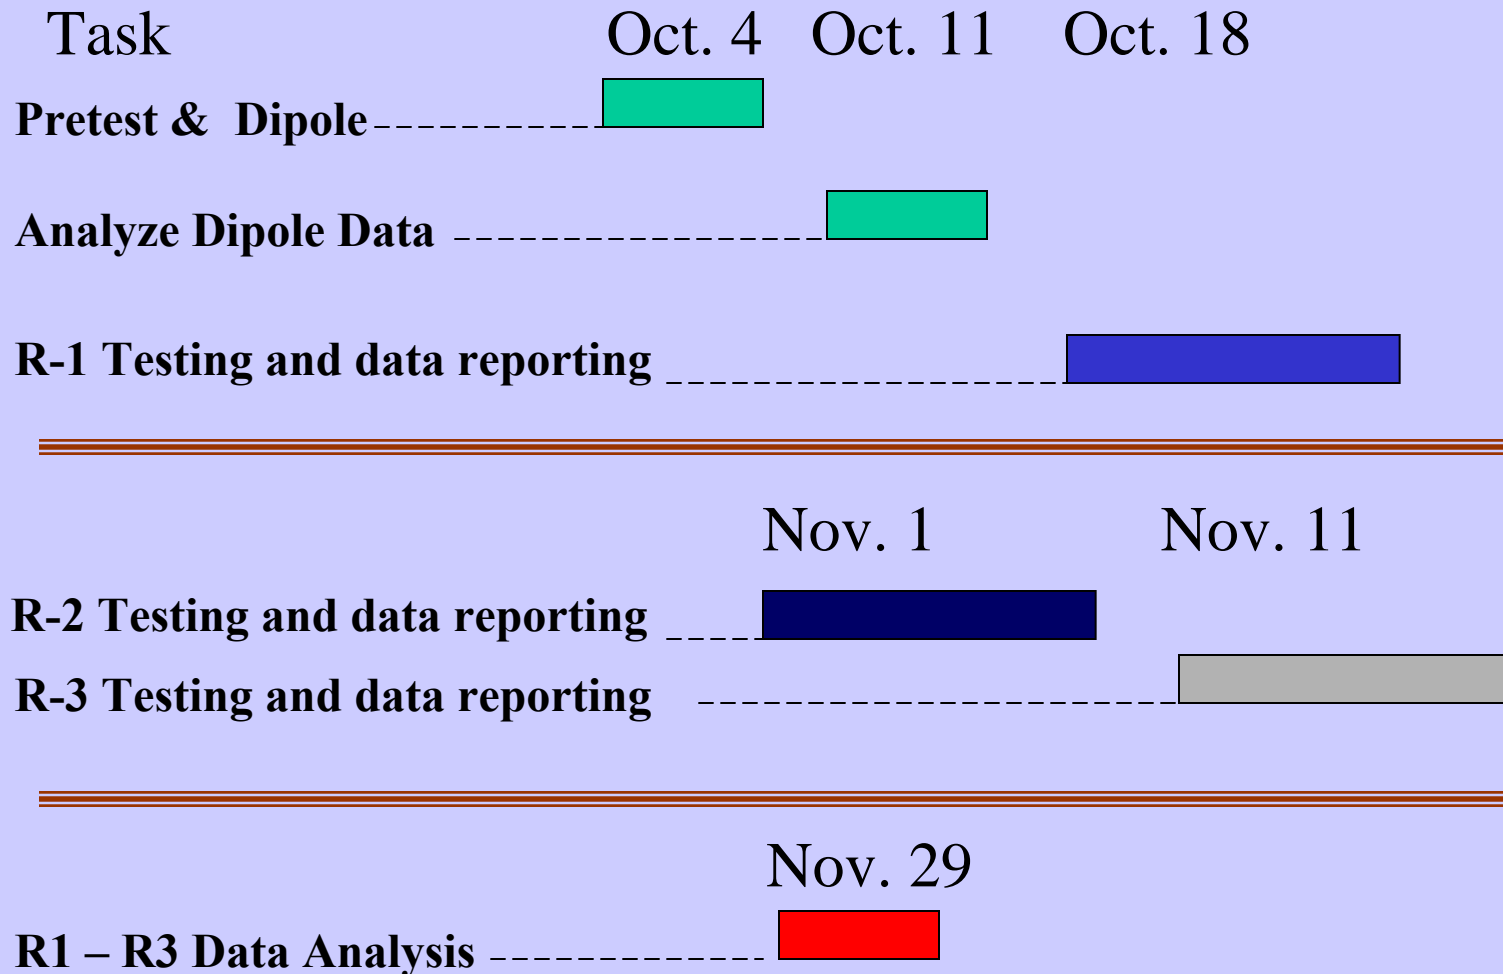 Task Oct. 4 Oct. 11 Oct. 18
Pretest & Dipole
Analyze Dipole Data
R-1 Testing and data reporting
Nov. 1 Nov. 11
R-2 Testing and data reporting
R-3 Testing and data reporting
Nov. 29
R1 – R3 Data Analysis